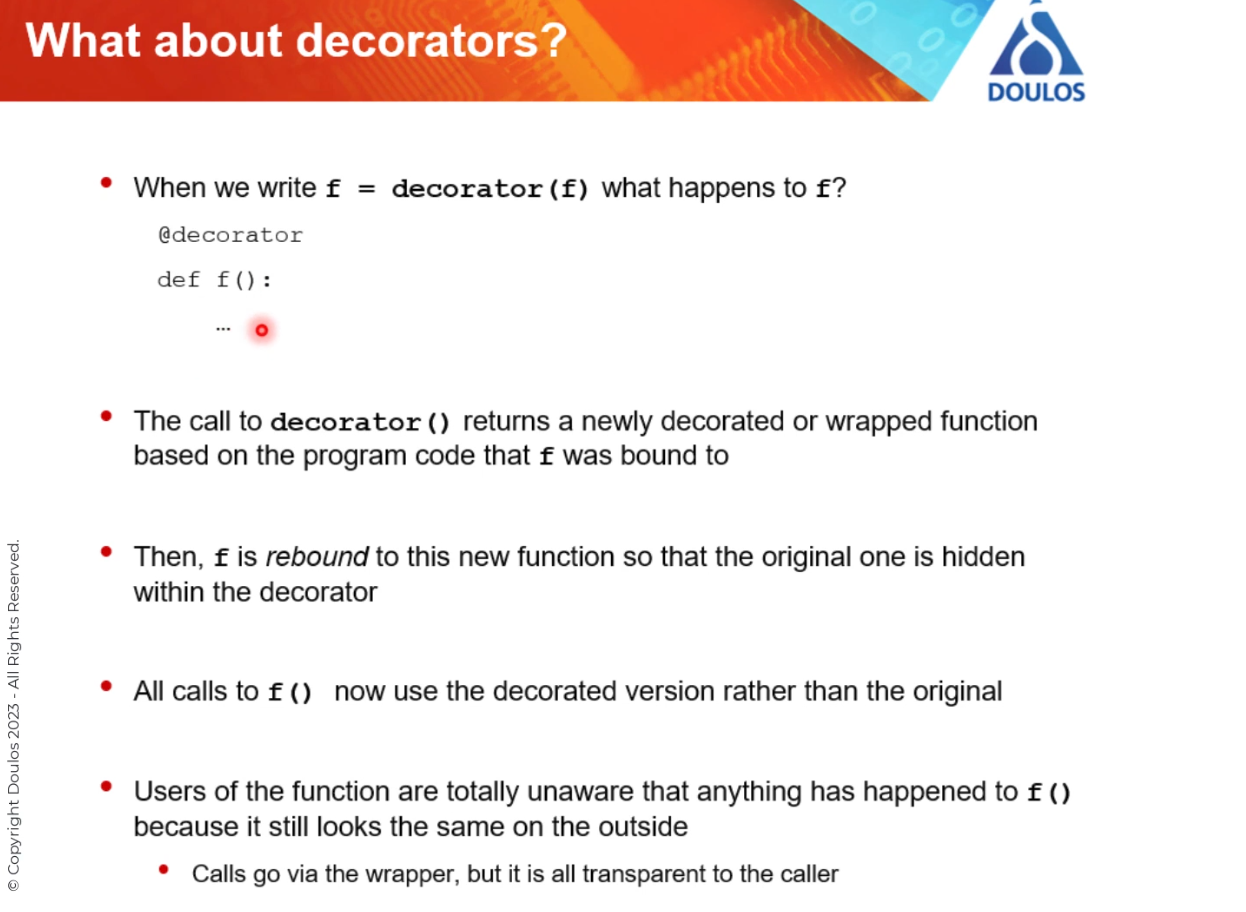 What about decorators?
DOULOS
When we write f = decorator(f) what happens to f?
@decorator
def f():
…
The call to decorator() returns a newly decorated or wrapped function
based on the program code that f was bound to
Then, f is rebound to this new function so that the original one is hidden
within the decorator
All calls to f() now use the decorated version rather than the original
Users of the function are totally unaware that anything has happened to f()
because it still looks the same on the outside
Calls go via the wrapper, but it is all transparent to the caller
© Copyright Doulos 2023 - All Rights Reserved.